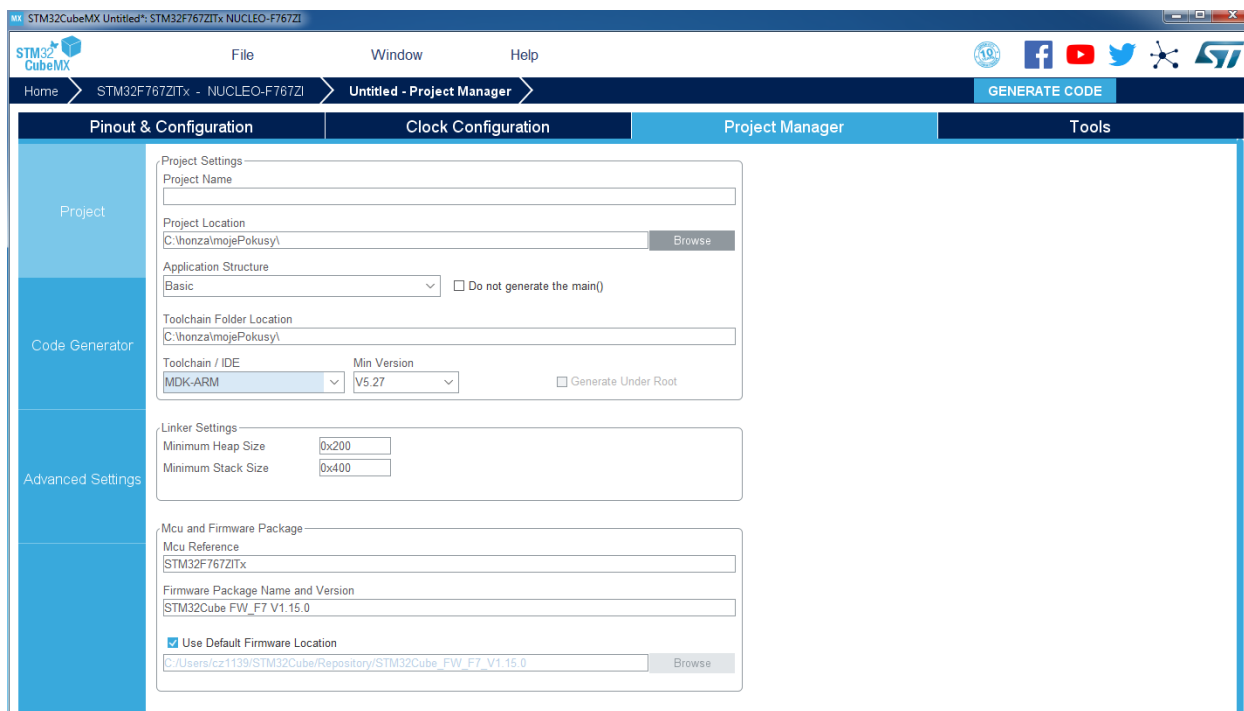 MX STM32CubeMX Untitled*: STM32F767ZITx NUCLEO-F767ZI
STM32 CubeMX
File Window Help
10
ST
Home STM32F767ZITx - NUCLEO-F767ZI Untitled - Project Manager GENERATE CODE
Pinout & Configuration Clock Configuration Project Manager Tools
Project
Code Generator
Advanced Settings
Project Settings
Project Name
Project Location
C:\honza\mojePokusy\ Browse
Application Structure
Basic Do not generate the main()
Toolchain Folder Location
C:\honza\mojePokusy\
Toolchain / IDE Min Version
MDK-ARM V5.27 Generate Under Root
Linker Settings
Minimum Heap Size 0x200
Minimum Stack Size 0x400
Mcu and Firmware Package
Mcu Reference
STM32F767ZITx
Firmware Package Name and Version
STM32Cube FW_F7 V1.15.0
Use Default Firmware Location
C:/Users/cz1139/STM32Cube/Repository/STM32Cube_FW_F7_V1.15.0 Browse